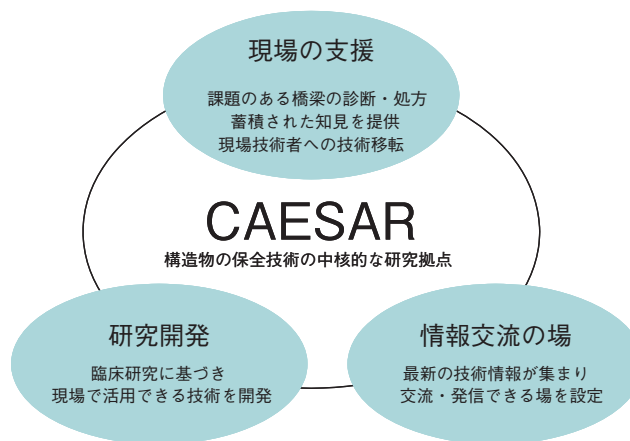 現場の支援
課題のある橋梁の診断・処方
蓄積された知見を提供
現場技術者への技術移転
CAESAR
構造物の保全技術の中核的な研究拠点
研究開発
臨床研究に基づき
現場で活用できる技術を開発
情報交流の場
最新の技術情報が集まり
交流・発信できる場を設定